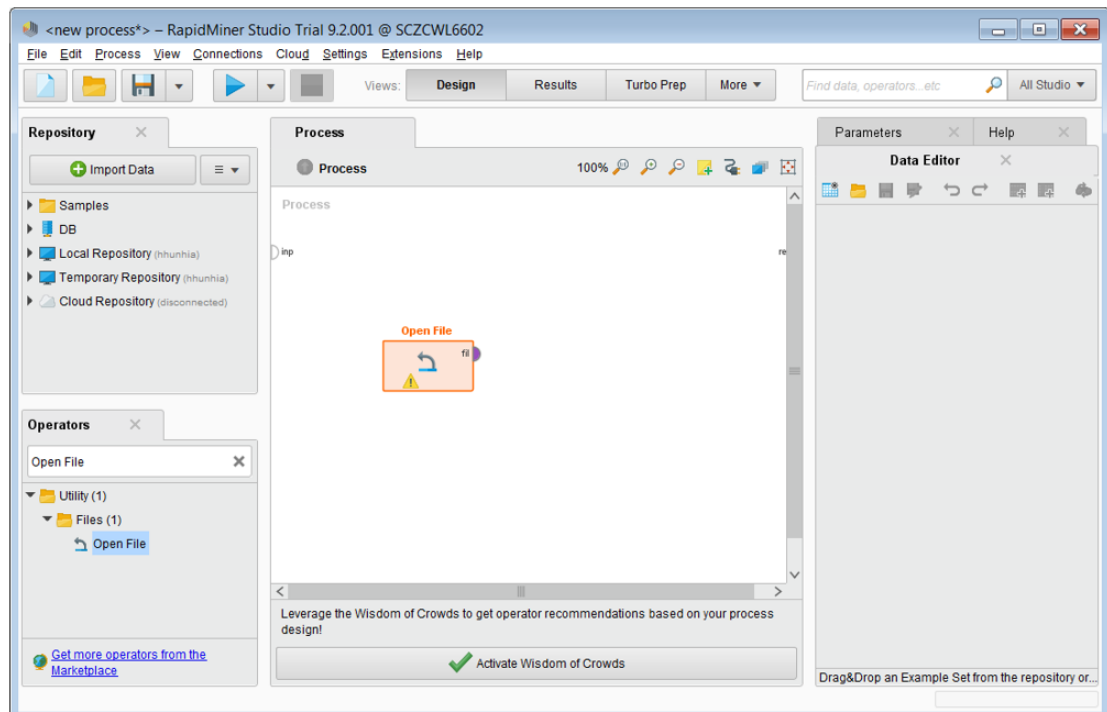 <new process*> – RapidMiner Studio Trial 9.2.001 @ SCZCWL6602
File Edit Process View Connections Cloud Settings Extensions Help
Views: Design Results Turbo Prep More Find data, operators...etc All Studio
Repository
Import Data
Samples
DB
Local Repository (hhunhia)
Temporary Repository (hhunhia)
Cloud Repository (disconnected)
Operators
Open File
Utility (1)
Files (1)
Open File
Get more operators from the
Marketplace
Process
Process 100%
Process
inp re
Open File
fil
Leverage the Wisdom of Crowds to get operator recommendations based on your process
design!
Activate Wisdom of Crowds
Parameters Help
Data Editor
Drag&Drop an Example Set from the repository or...